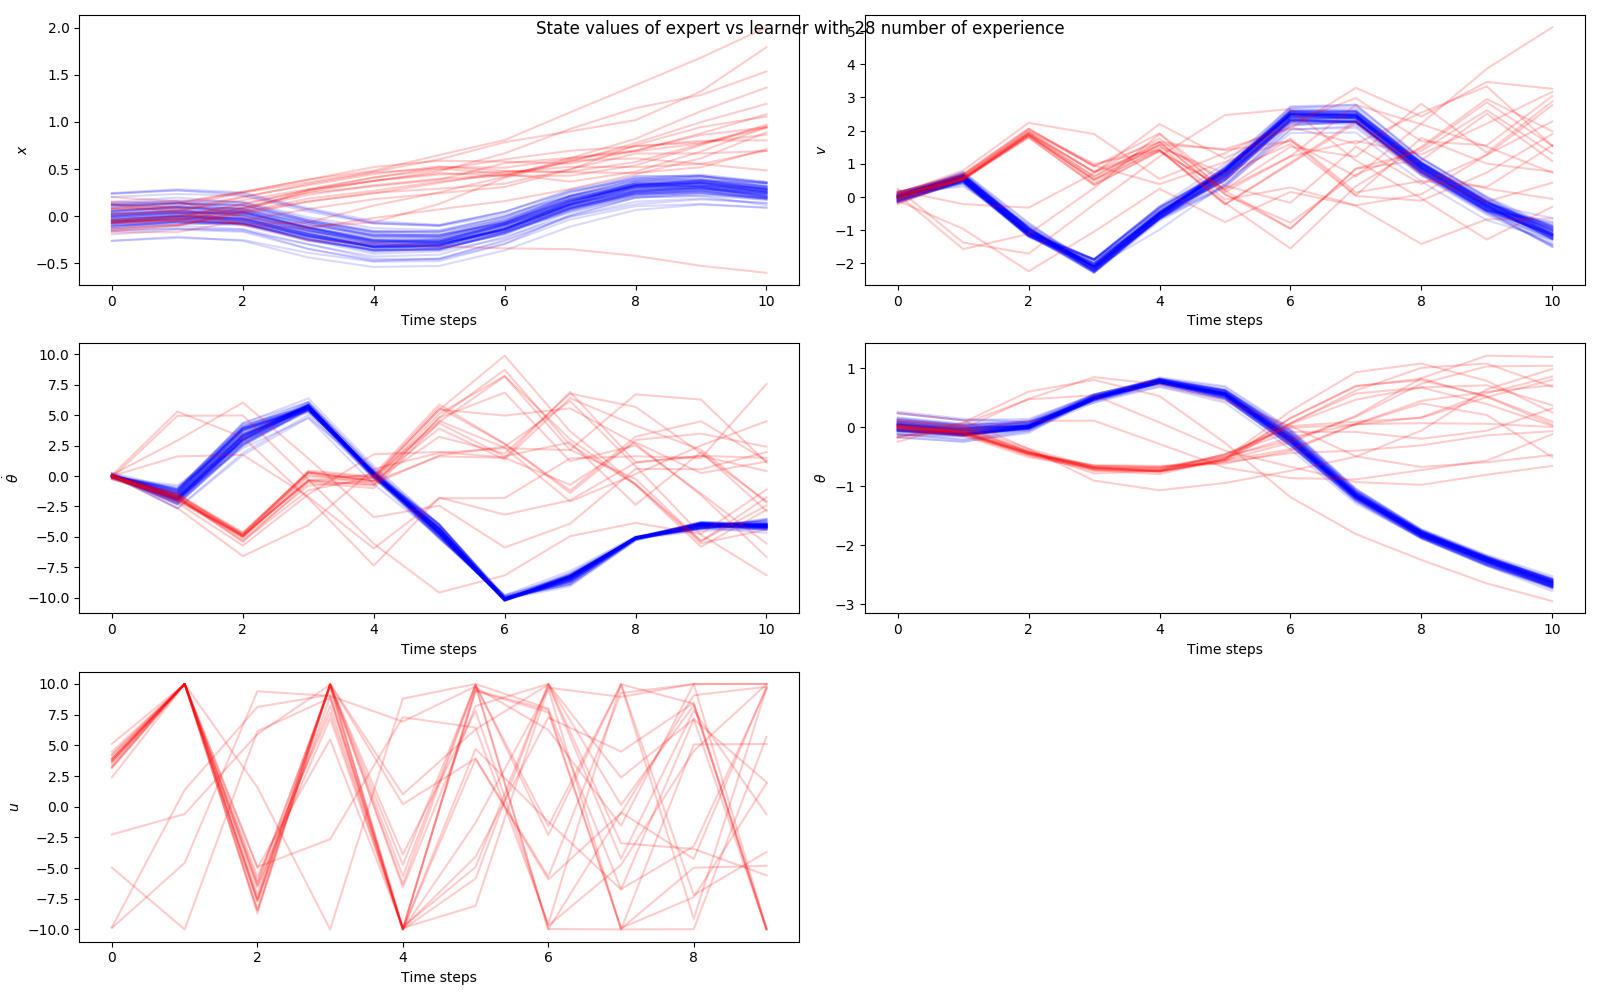 State values of expert vs learner with 28 number of experience
2.0
1.5
1.0
0.5
0.0
−0.5
x
0 2 4 6 8 10
Time steps
5
4
3
2
1
0
−1
−2
v
0 2 4 6 8 10
Time steps
10.0
7.5
5.0
2.5
0.0
−2.5
−5.0
−7.5
−10.0
θ̇
0 2 4 6 8 10
Time steps
1
0
−1
−2
−3
θ
0 2 4 6 8 10
Time steps
10.0
7.5
5.0
2.5
0.0
−2.5
−5.0
−7.5
−10.0
u
0 2 4 6 8
Time steps